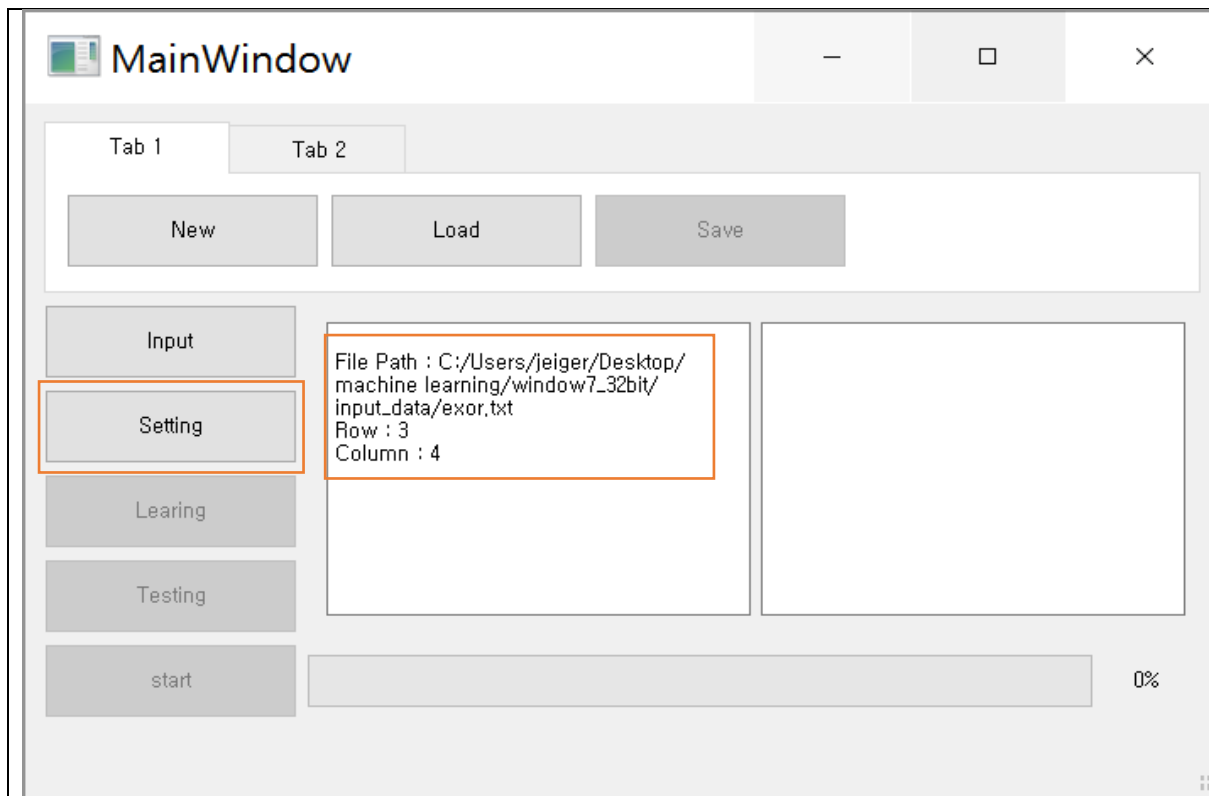 MainWindow
Tab 1
Tab 2
New
Load
Save
Input
Setting
Learing
Testing
start
File Path : C:/Users/jeiger/Desktop/
machine learning/window7_32bit/
input_data/exor.txt
Row : 3
Column : 4
0%